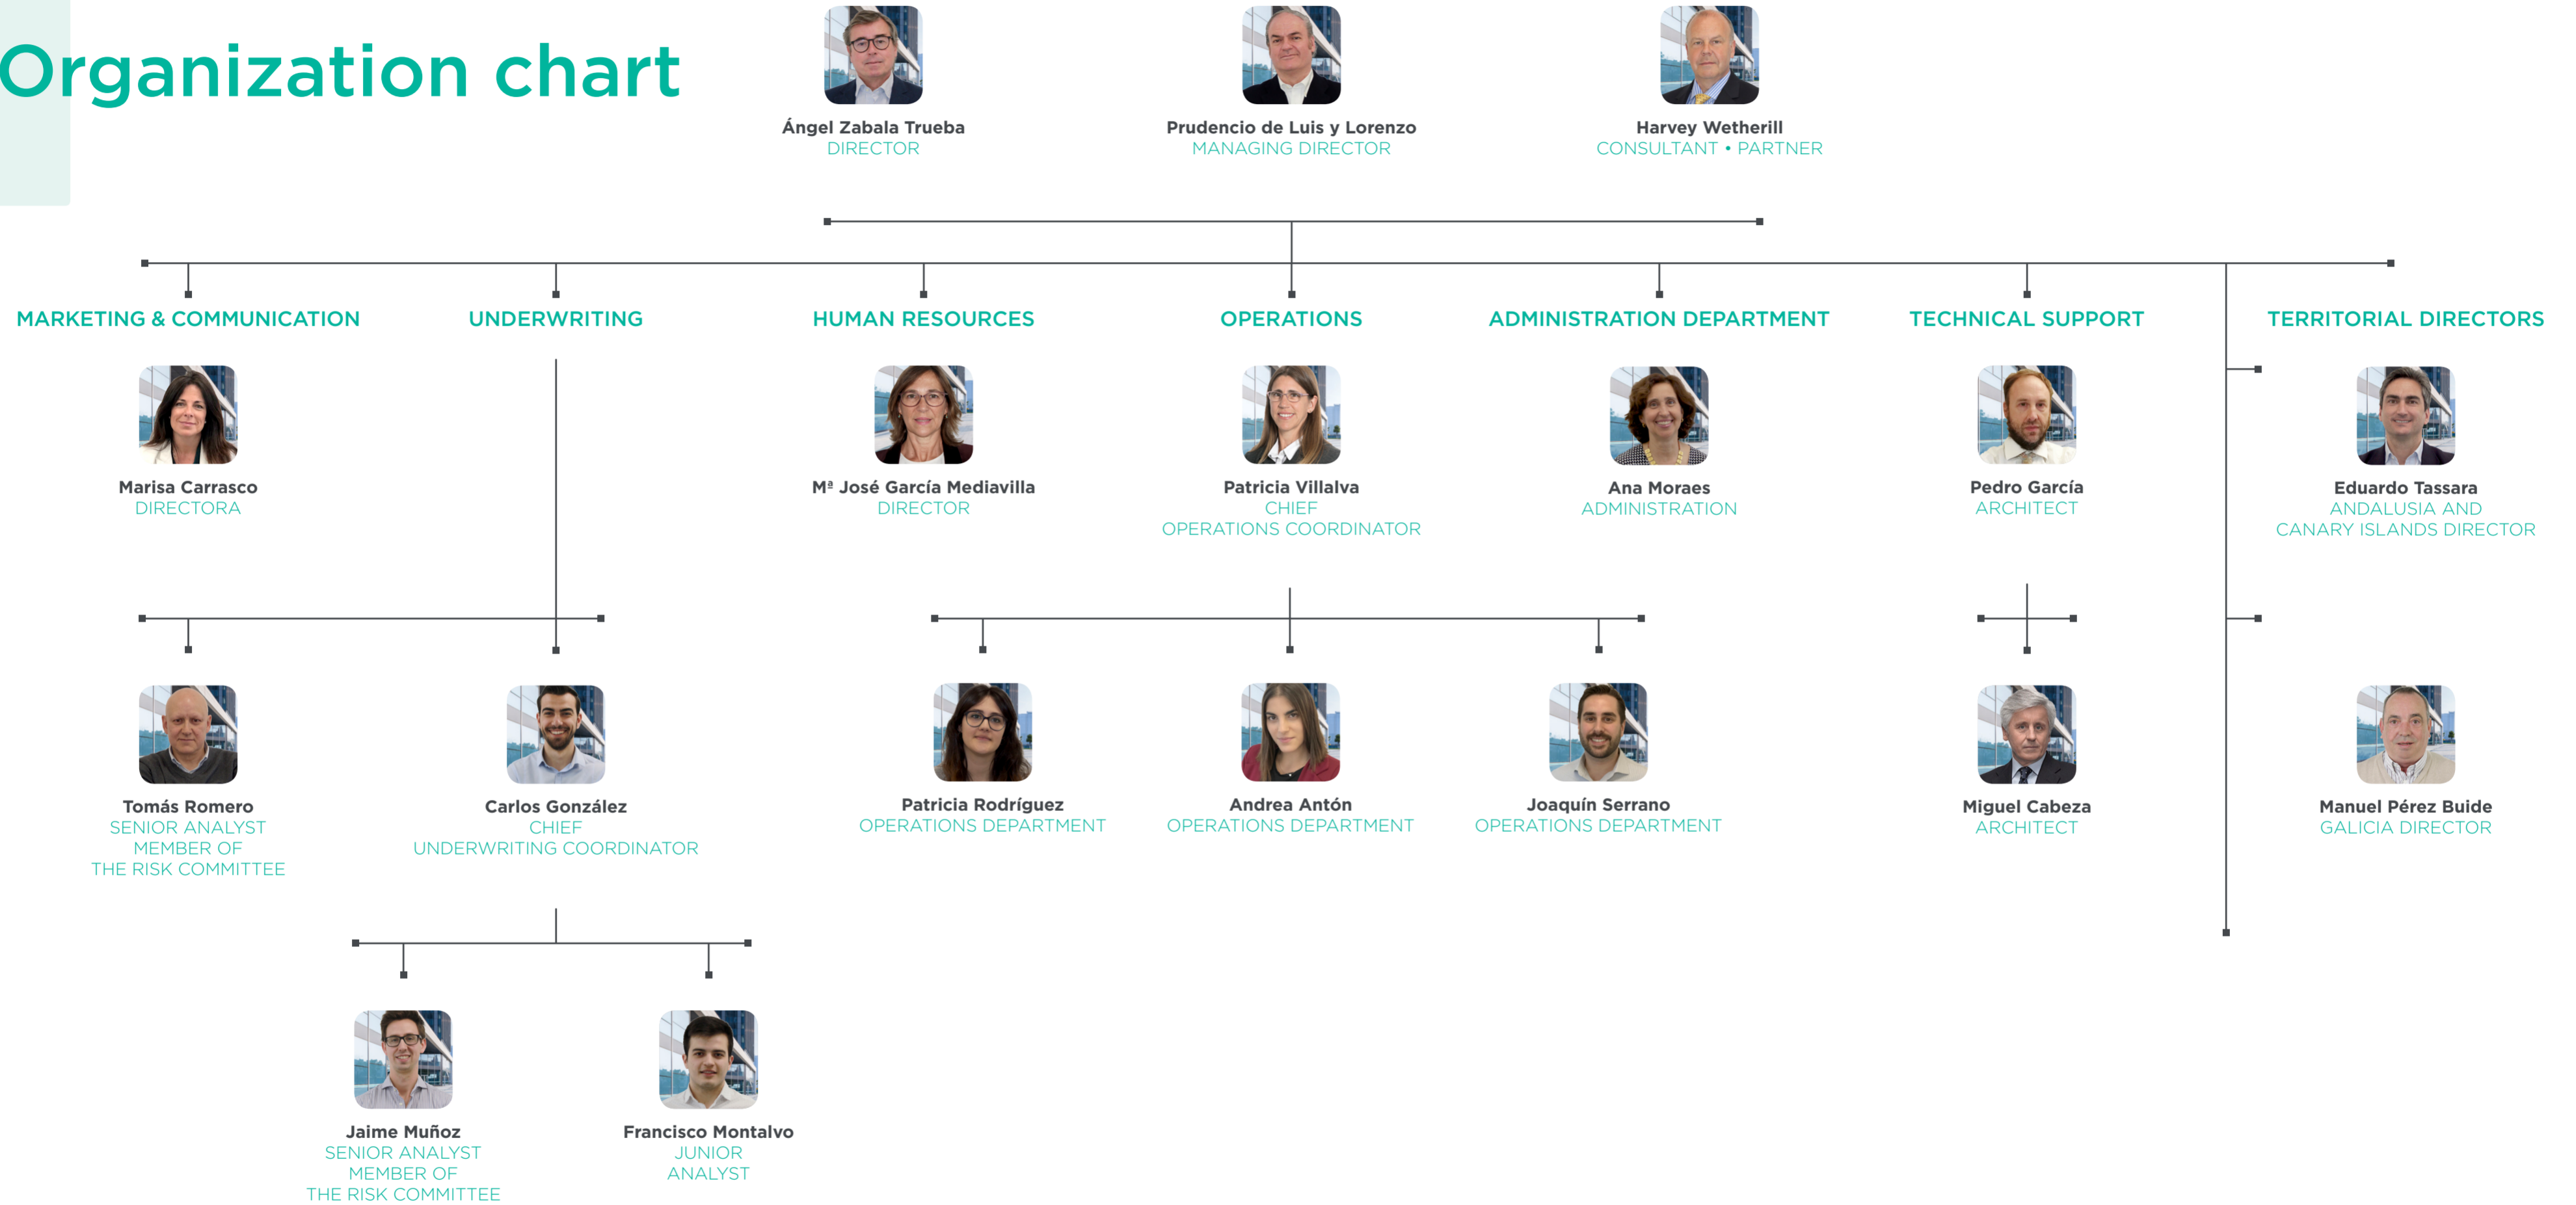 Organization chart
Ángel Zabala Trueba
DIRECTOR
Prudencio de Luis y Lorenzo
MANAGING DIRECTOR
Harvey Wetherill
CONSULTANT • PARTNER
MARKETING & COMMUNICATION
UNDERWRITING
HUMAN RESOURCES
OPERATIONS
ADMINISTRATION DEPARTMENT
TECHNICAL SUPPORT
TERRITORIAL DIRECTORS
Marisa Carrasco
DIRECTORA
Mª José García Mediavilla
DIRECTOR
Patricia Villalva
CHIEF
OPERATIONS COORDINATOR
Ana Moraes
ADMINISTRATION
Pedro García
ARCHITECT
Eduardo Tassara
ANDALUSIA AND
CANARY ISLANDS DIRECTOR
Tomás Romero
SENIOR ANALYST
MEMBER OF
THE RISK COMMITTEE
Carlos González
CHIEF
UNDERWRITING COORDINATOR
Patricia Rodríguez
OPERATIONS DEPARTMENT
Andrea Antón
OPERATIONS DEPARTMENT
Joaquín Serrano
OPERATIONS DEPARTMENT
Miguel Cabeza
ARCHITECT
Manuel Pérez Buide
GALICIA DIRECTOR
Jaime Muñoz
SENIOR ANALYST
MEMBER OF
THE RISK COMMITTEE
Francisco Montalvo
JUNIOR
ANALYST